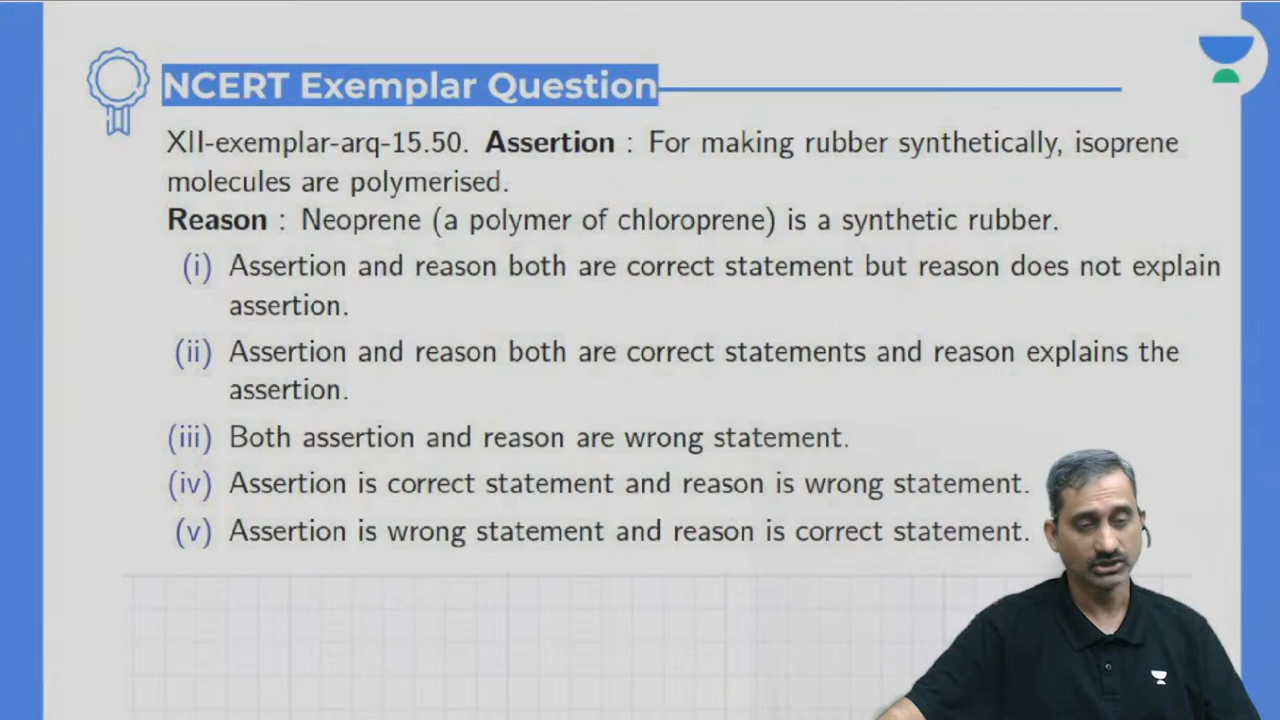 NCERT Exemplar Question
XII-exemplar-arq-15.50. Assertion : For making rubber synthetically, isoprene
molecules are polymerised.
Reason : Neoprene (a polymer of chloroprene) is a synthetic rubber.
(i) Assertion and reason both are correct statement but reason does not explain
assertion.
(ii) Assertion and reason both are correct statements and reason explains the
assertion.
(iii) Both assertion and reason are wrong statement.
(iv) Assertion is correct statement and reason is wrong statement.
(v) Assertion is wrong statement and reason is correct statement.